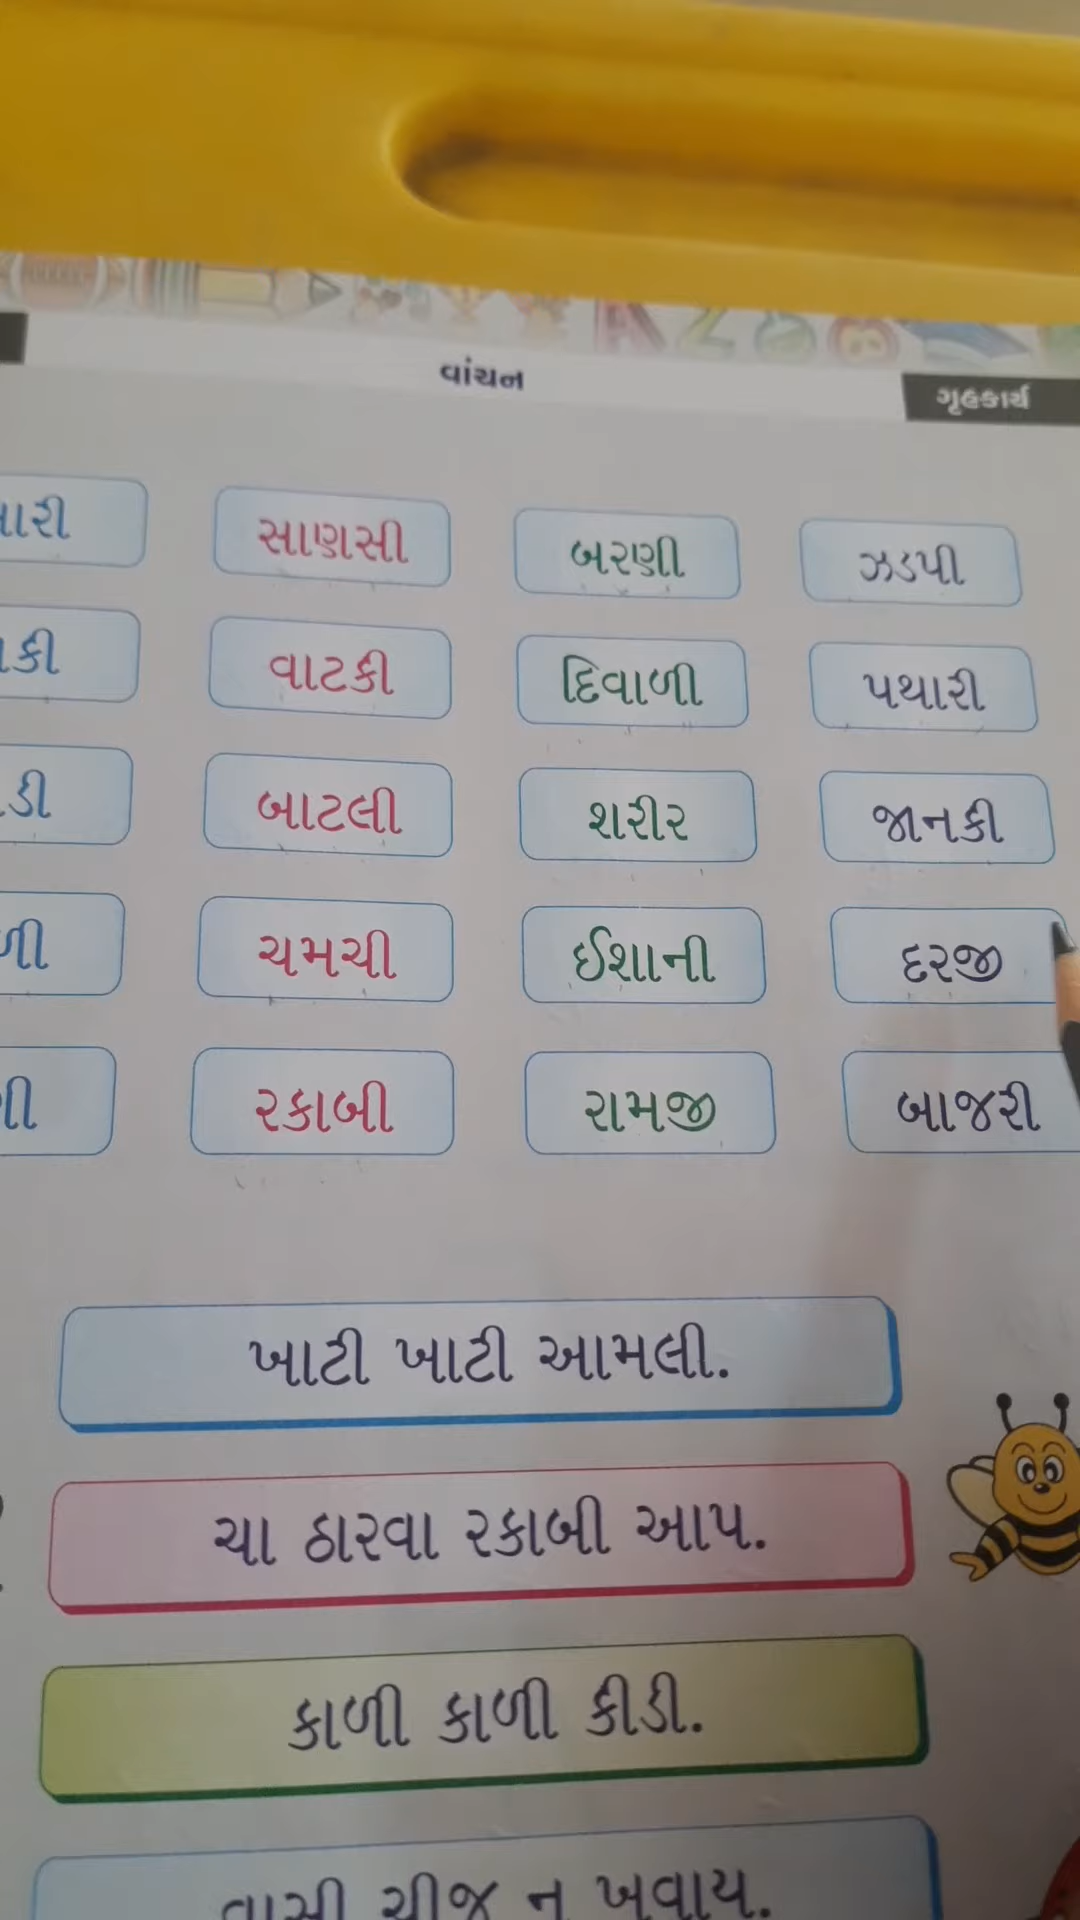 વાંચન
ગૃહકાર્ય
સાણસી બરણી ઝડપી
વાટકી દિવાળી પથારી
બાટલી શરીર જાનકી
ચમચી ઈશાની દરજી
રકાબી રામજી બાજરી
ખાટી ખાટી આમલી.
ચા ઠારવા રકાબી આપ.
કાળી કાળી કીડી.
વાસી ચીજ ન ખવાય.